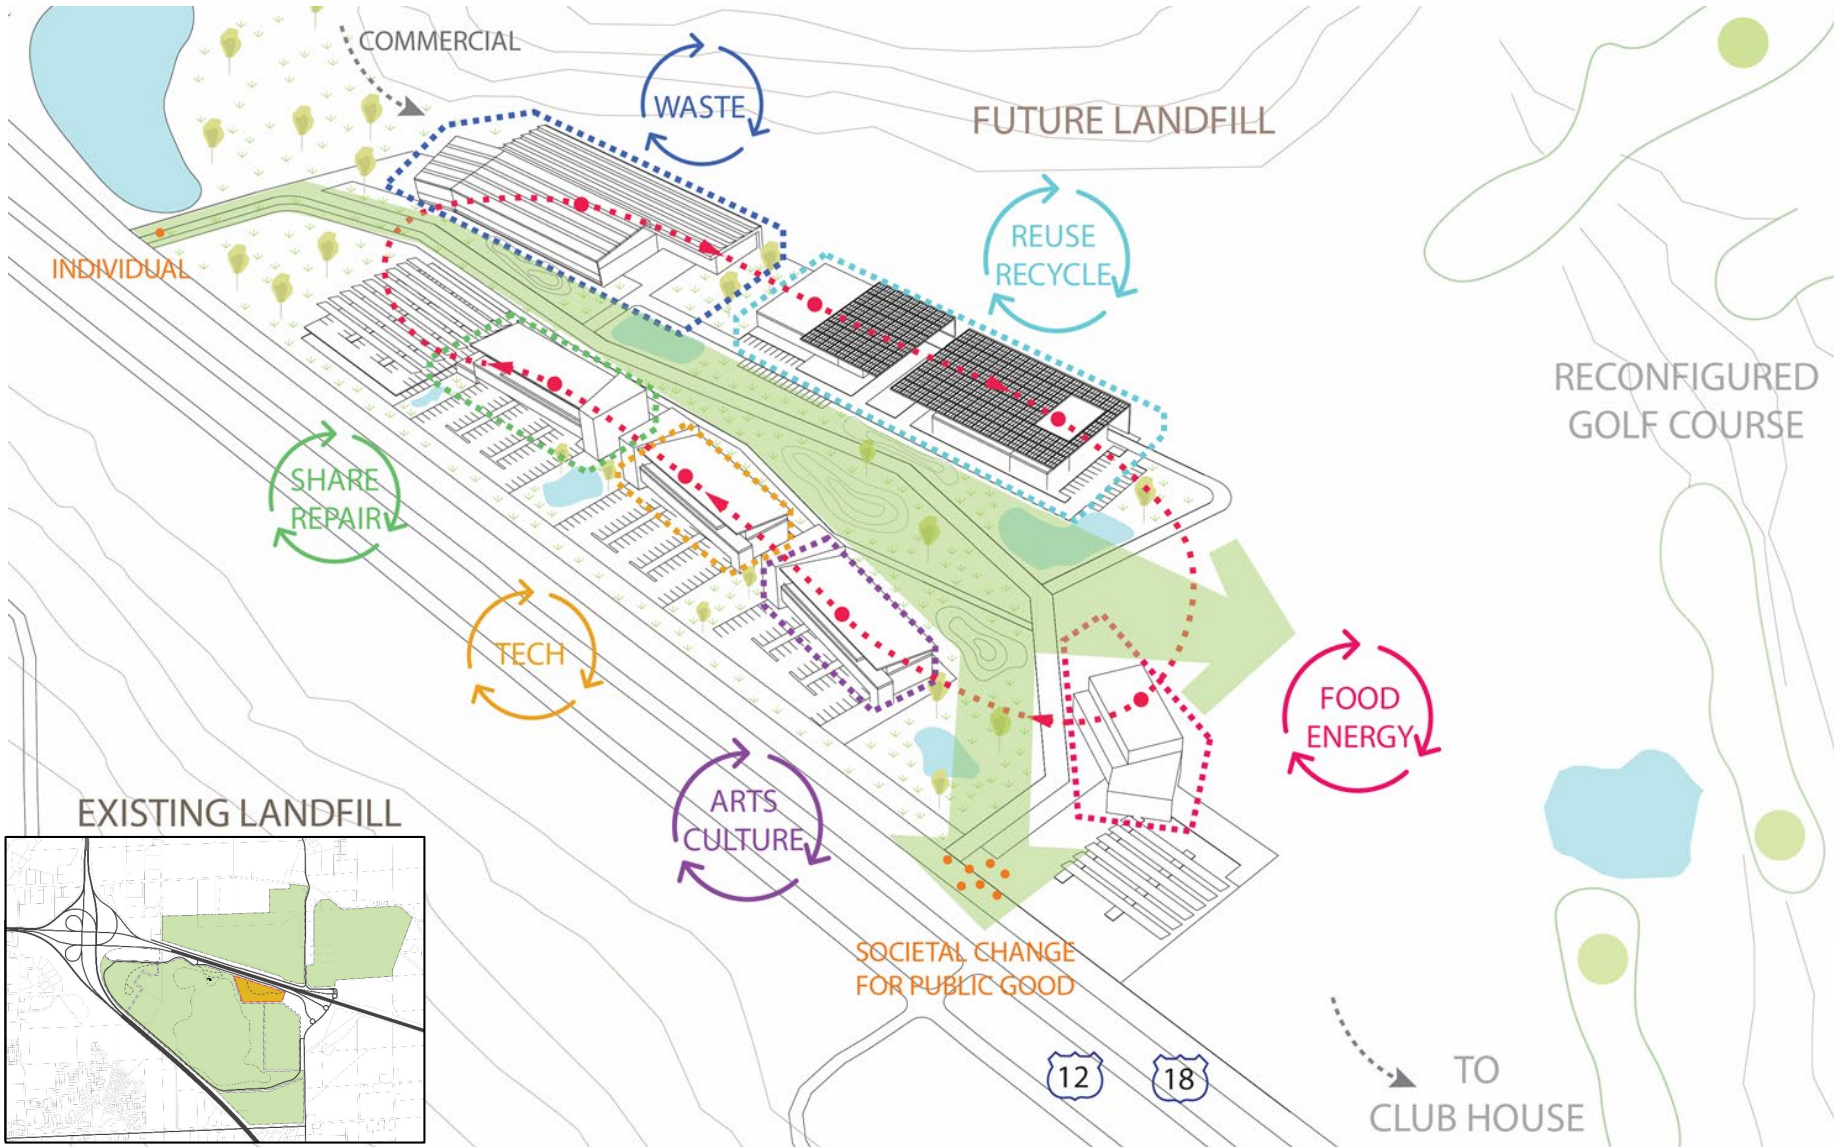 COMMERCIAL
WASTE
FUTURE LANDFILL
REUSE
RECYCLE
INDIVIDUAL
RECONFIGURED
GOLF COURSE
SHARE
REPAIR
TECH
FOOD
ENERGY
ARTS
CULTURE
EXISTING LANDFILL
SOCIETAL CHANGE
FOR PUBLIC GOOD
12
18
TO
CLUB HOUSE